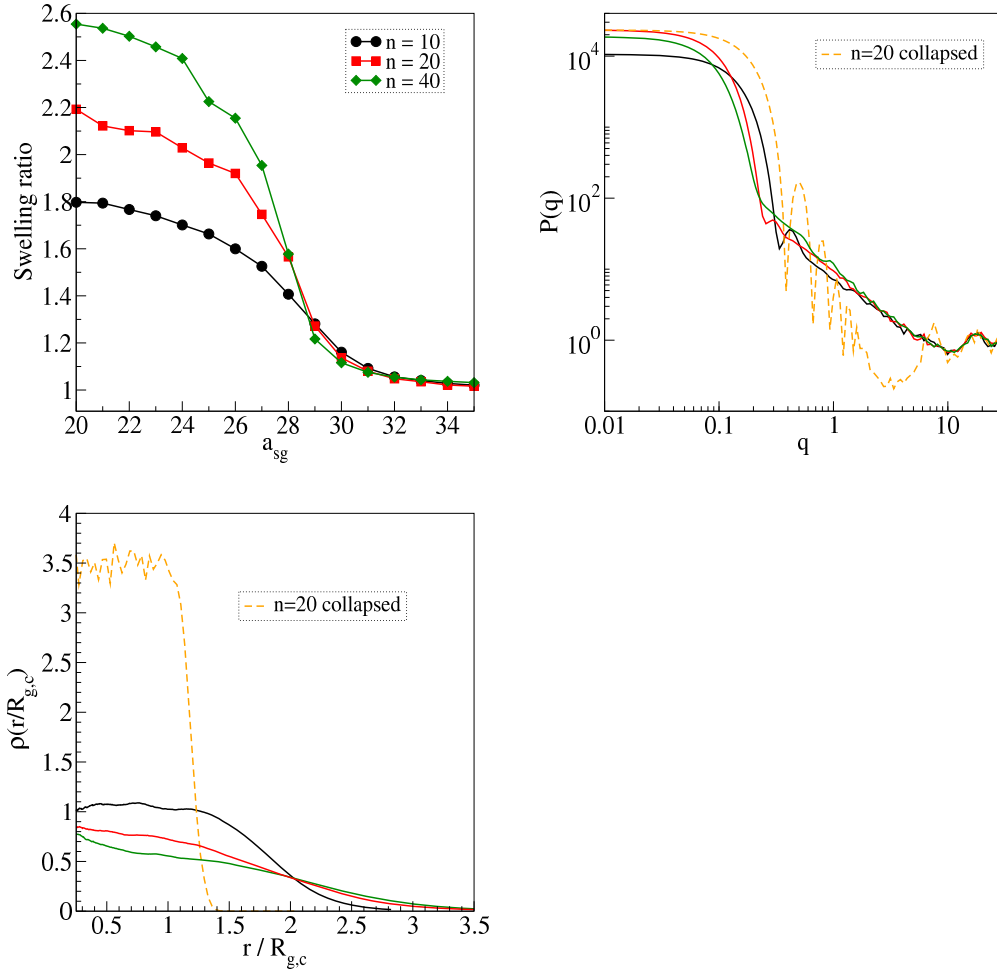 2.6
2.4
2.2
2
1.8
1.6
1.4
1.2
1
Swelling ratio
n = 10
n = 20
n = 40
20 22 24 26 28 30 32 34
a_sg
10^4
10^2
10^0
P(q)
n=20 collapsed
0.01 0.1 1 10
q
4
3.5
3
2.5
2
1.5
1
0.5
0
ρ(r/R_g,c)
n=20 collapsed
0.5 1 1.5 2 2.5 3 3.5
r / R_g,c